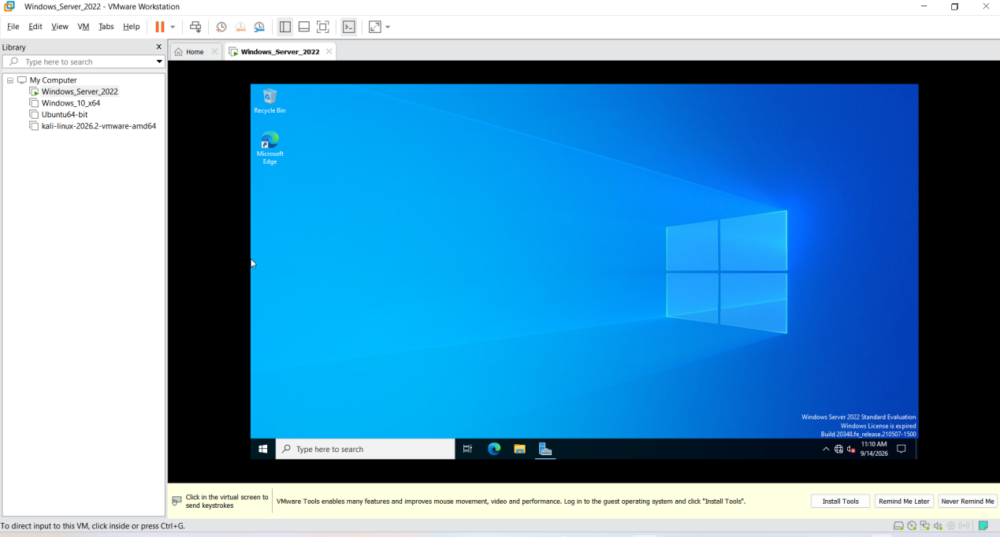 Windows_Server_2022 - VMware Workstation
File Edit View VM Tabs Help
Library
Type here to search
My Computer
Windows_Server_2022
Windows_10_x64
Ubuntu64-bit
kali-linux-2026.2-vmware-amd64
Home
Windows_Server_2022
Recycle Bin
Microsoft
Edge
Windows Server 2022 Standard Evaluation
Windows License is expired
Build 20348.fe_release.210507-1500
Type here to search
11:10 AM
9/14/2026
Click in the virtual screen to
send keystrokes
VMware Tools enables many features and improves mouse movement, video and performance. Log in to the guest operating system and click "Install Tools".
Install Tools
Remind Me Later
Never Remind Me
To direct input to this VM, click inside or press Ctrl+G.